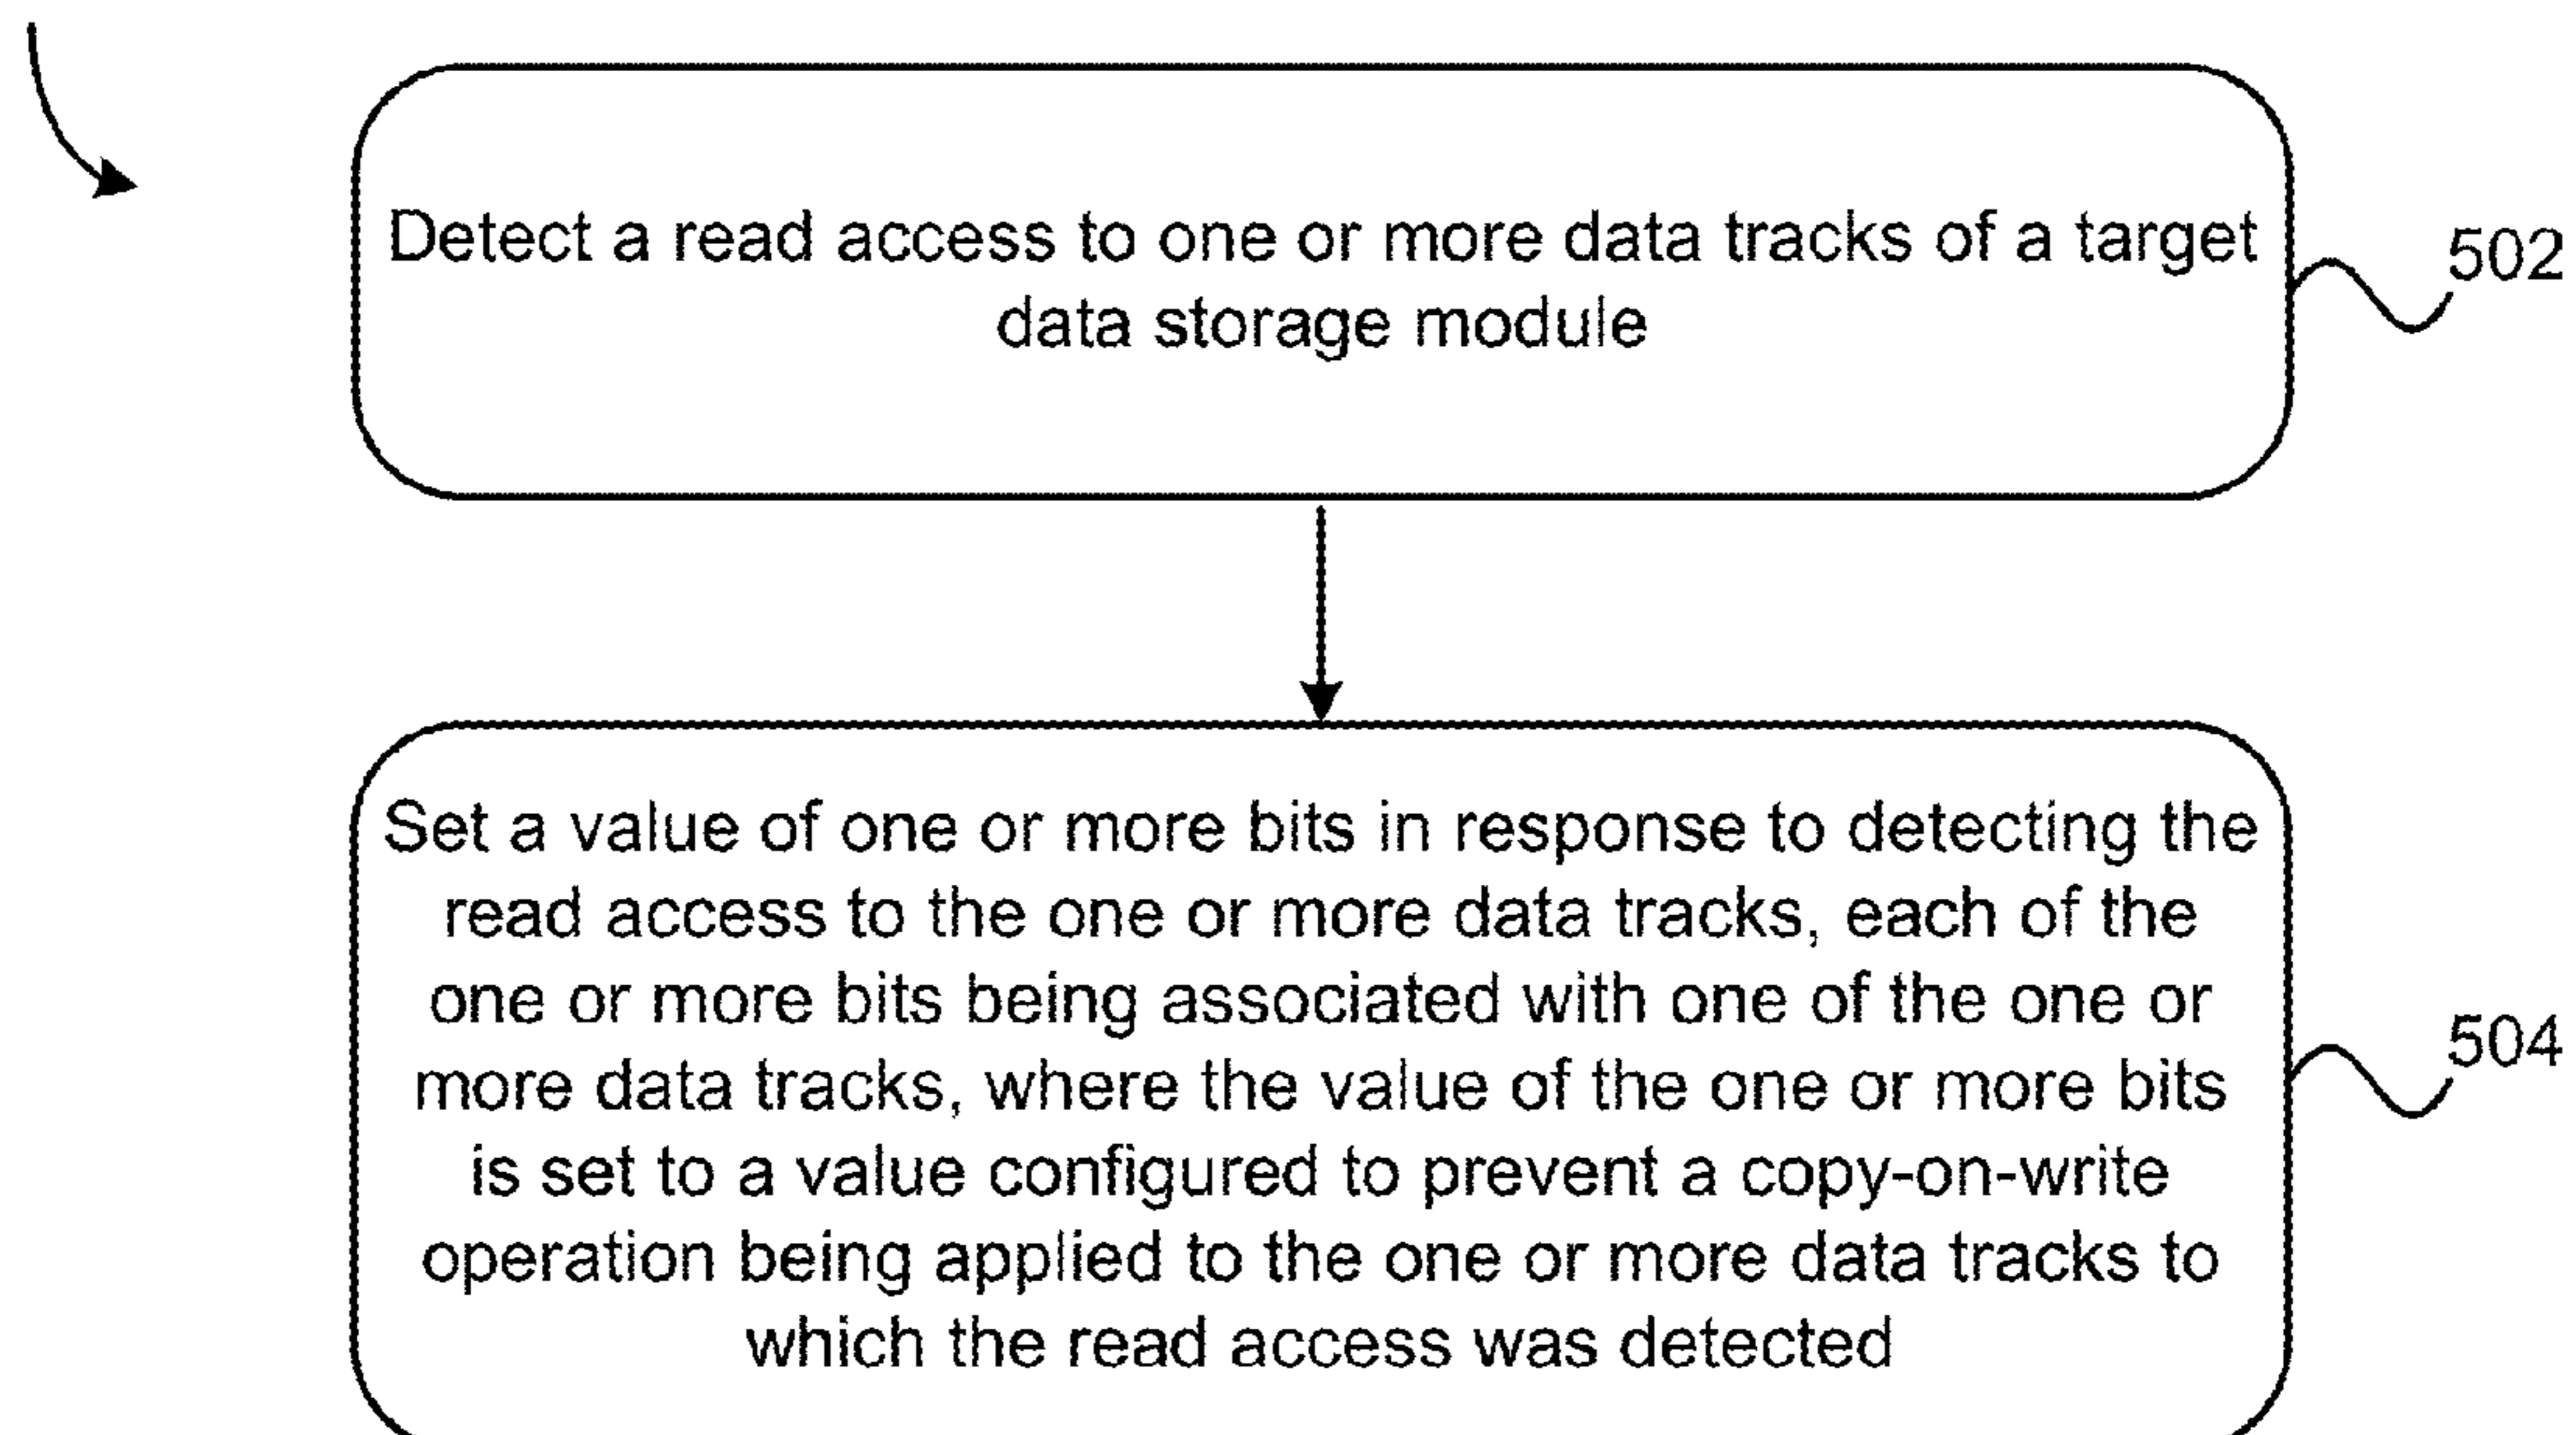 Detect a read access to one or more data tracks of a target
data storage module
502
Set a value of one or more bits in response to detecting the
read access to the one or more data tracks, each of the
one or more bits being associated with one of the one or
more data tracks, where the value of the one or more bits
is set to a value configured to prevent a copy-on-write
operation being applied to the one or more data tracks to
which the read access was detected
504